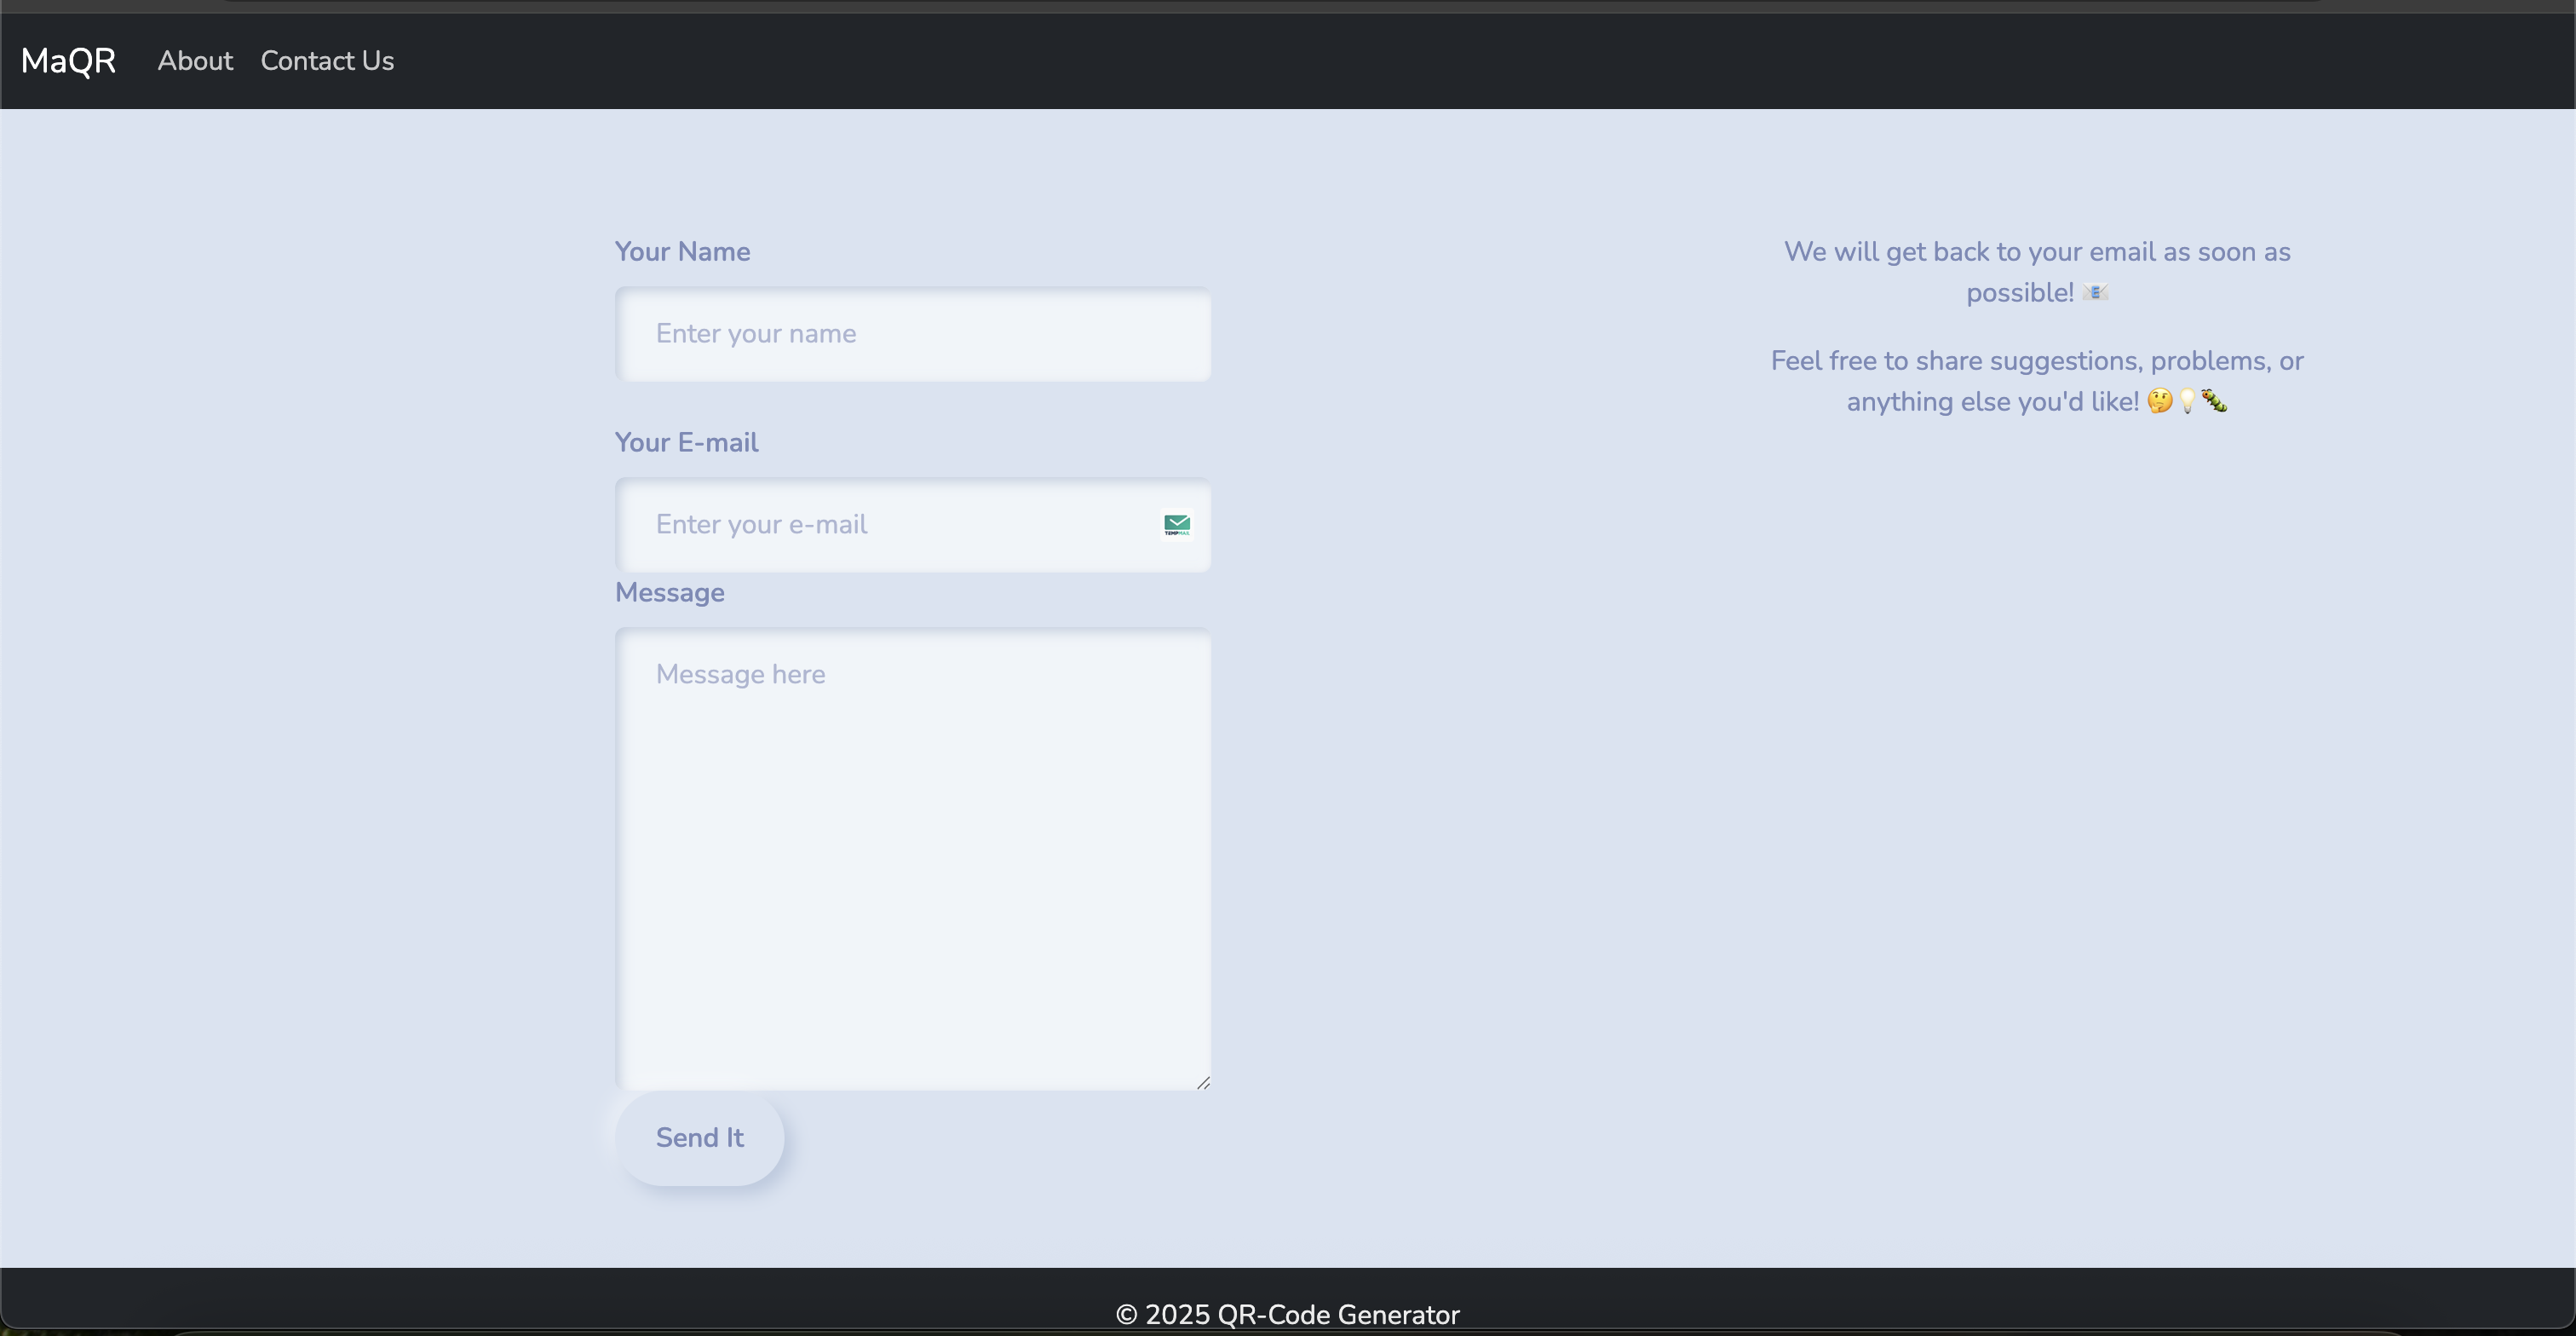 MaQR About Contact Us
Your Name
Enter your name
Your E-mail
Enter your e-mail
TEMPMAIL
Message
Message here
Send It
We will get back to your email as soon as
possible! 📧
Feel free to share suggestions, problems, or
anything else you'd like! 🤔💡🐛
© 2025 QR-Code Generator